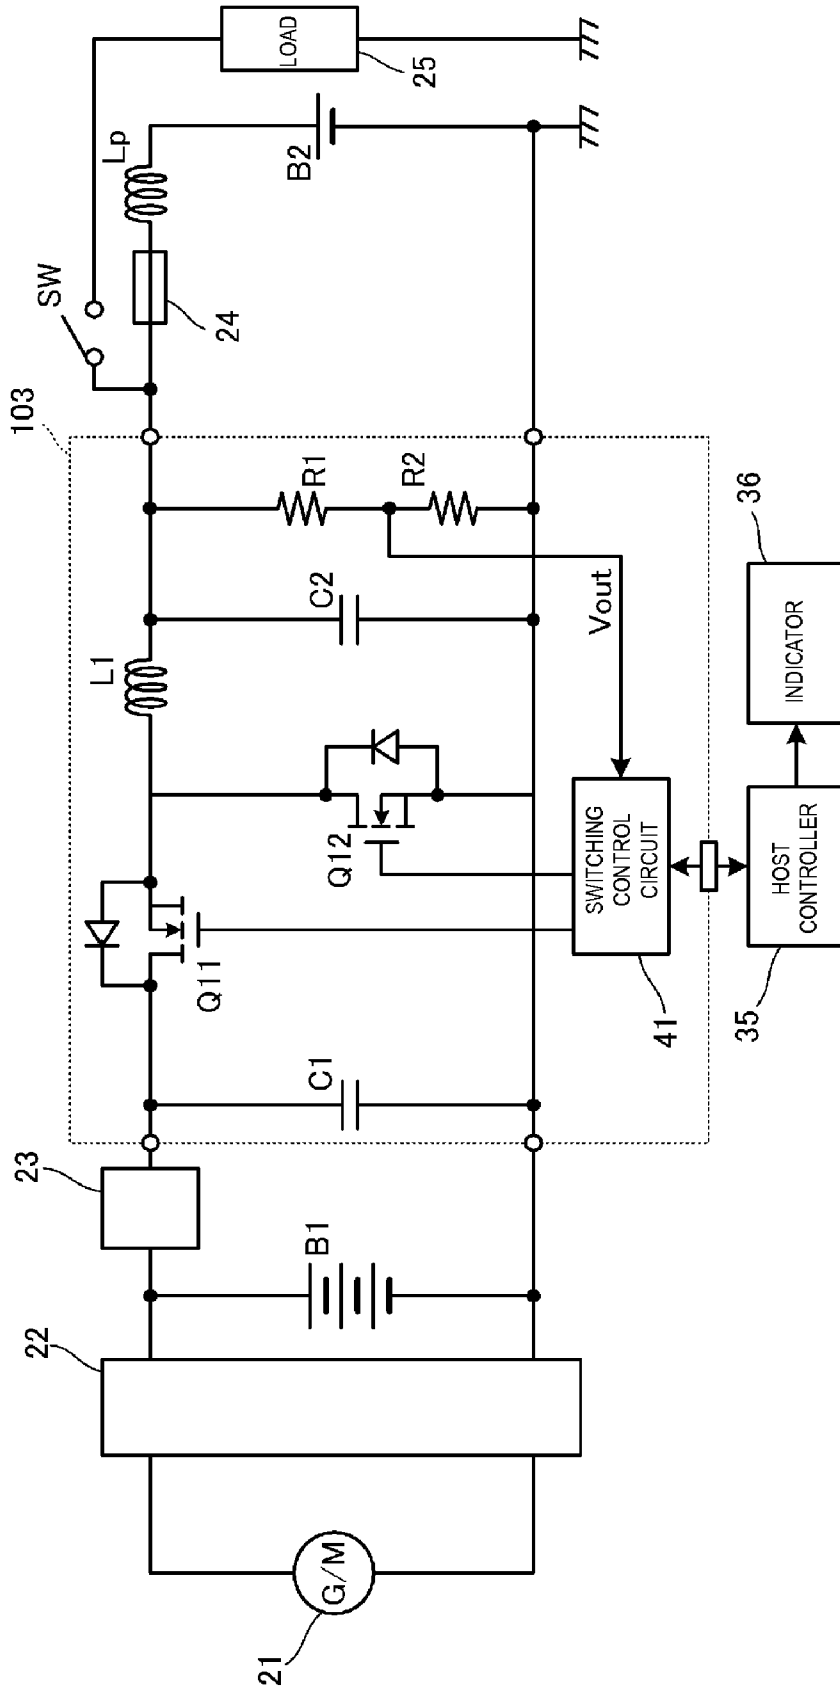 21
G/M
22
B1
23
103
C1
Q11
Q12
L1
C2
R1
R2
Vout
SWITCHING
CONTROL
CIRCUIT
41
HOST
CONTROLLER
35
INDICATOR
36
SW
24
Lp
B2
LOAD
25